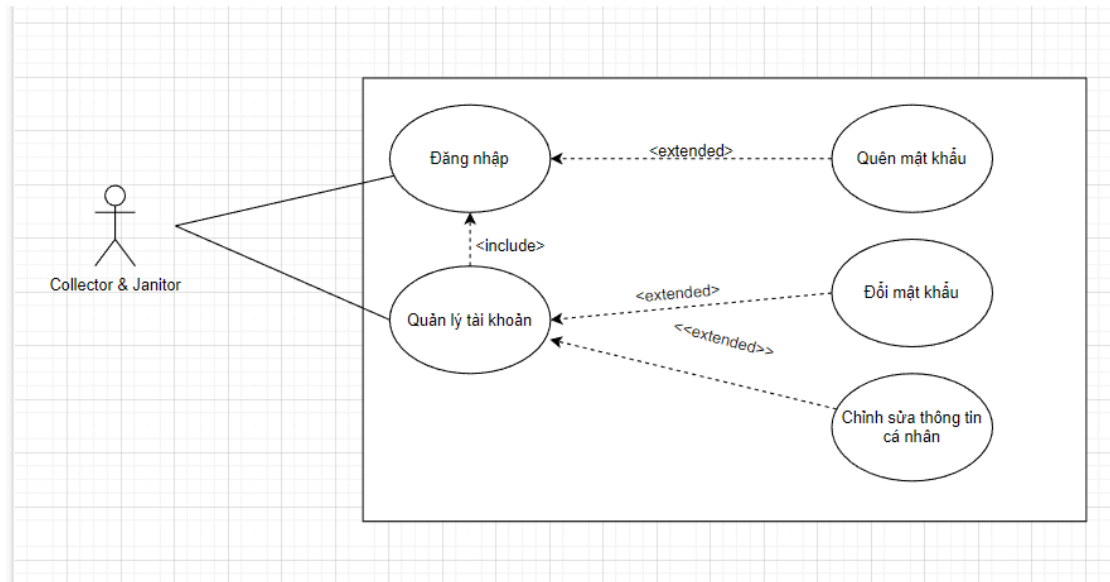 Đăng nhập
<extended>
Quên mật khẩu
<include>
Collector & Janitor
Quản lý tài khoản
<extended>
Đổi mật khẩu
<<extended>>
Chỉnh sửa thông tin
cá nhân